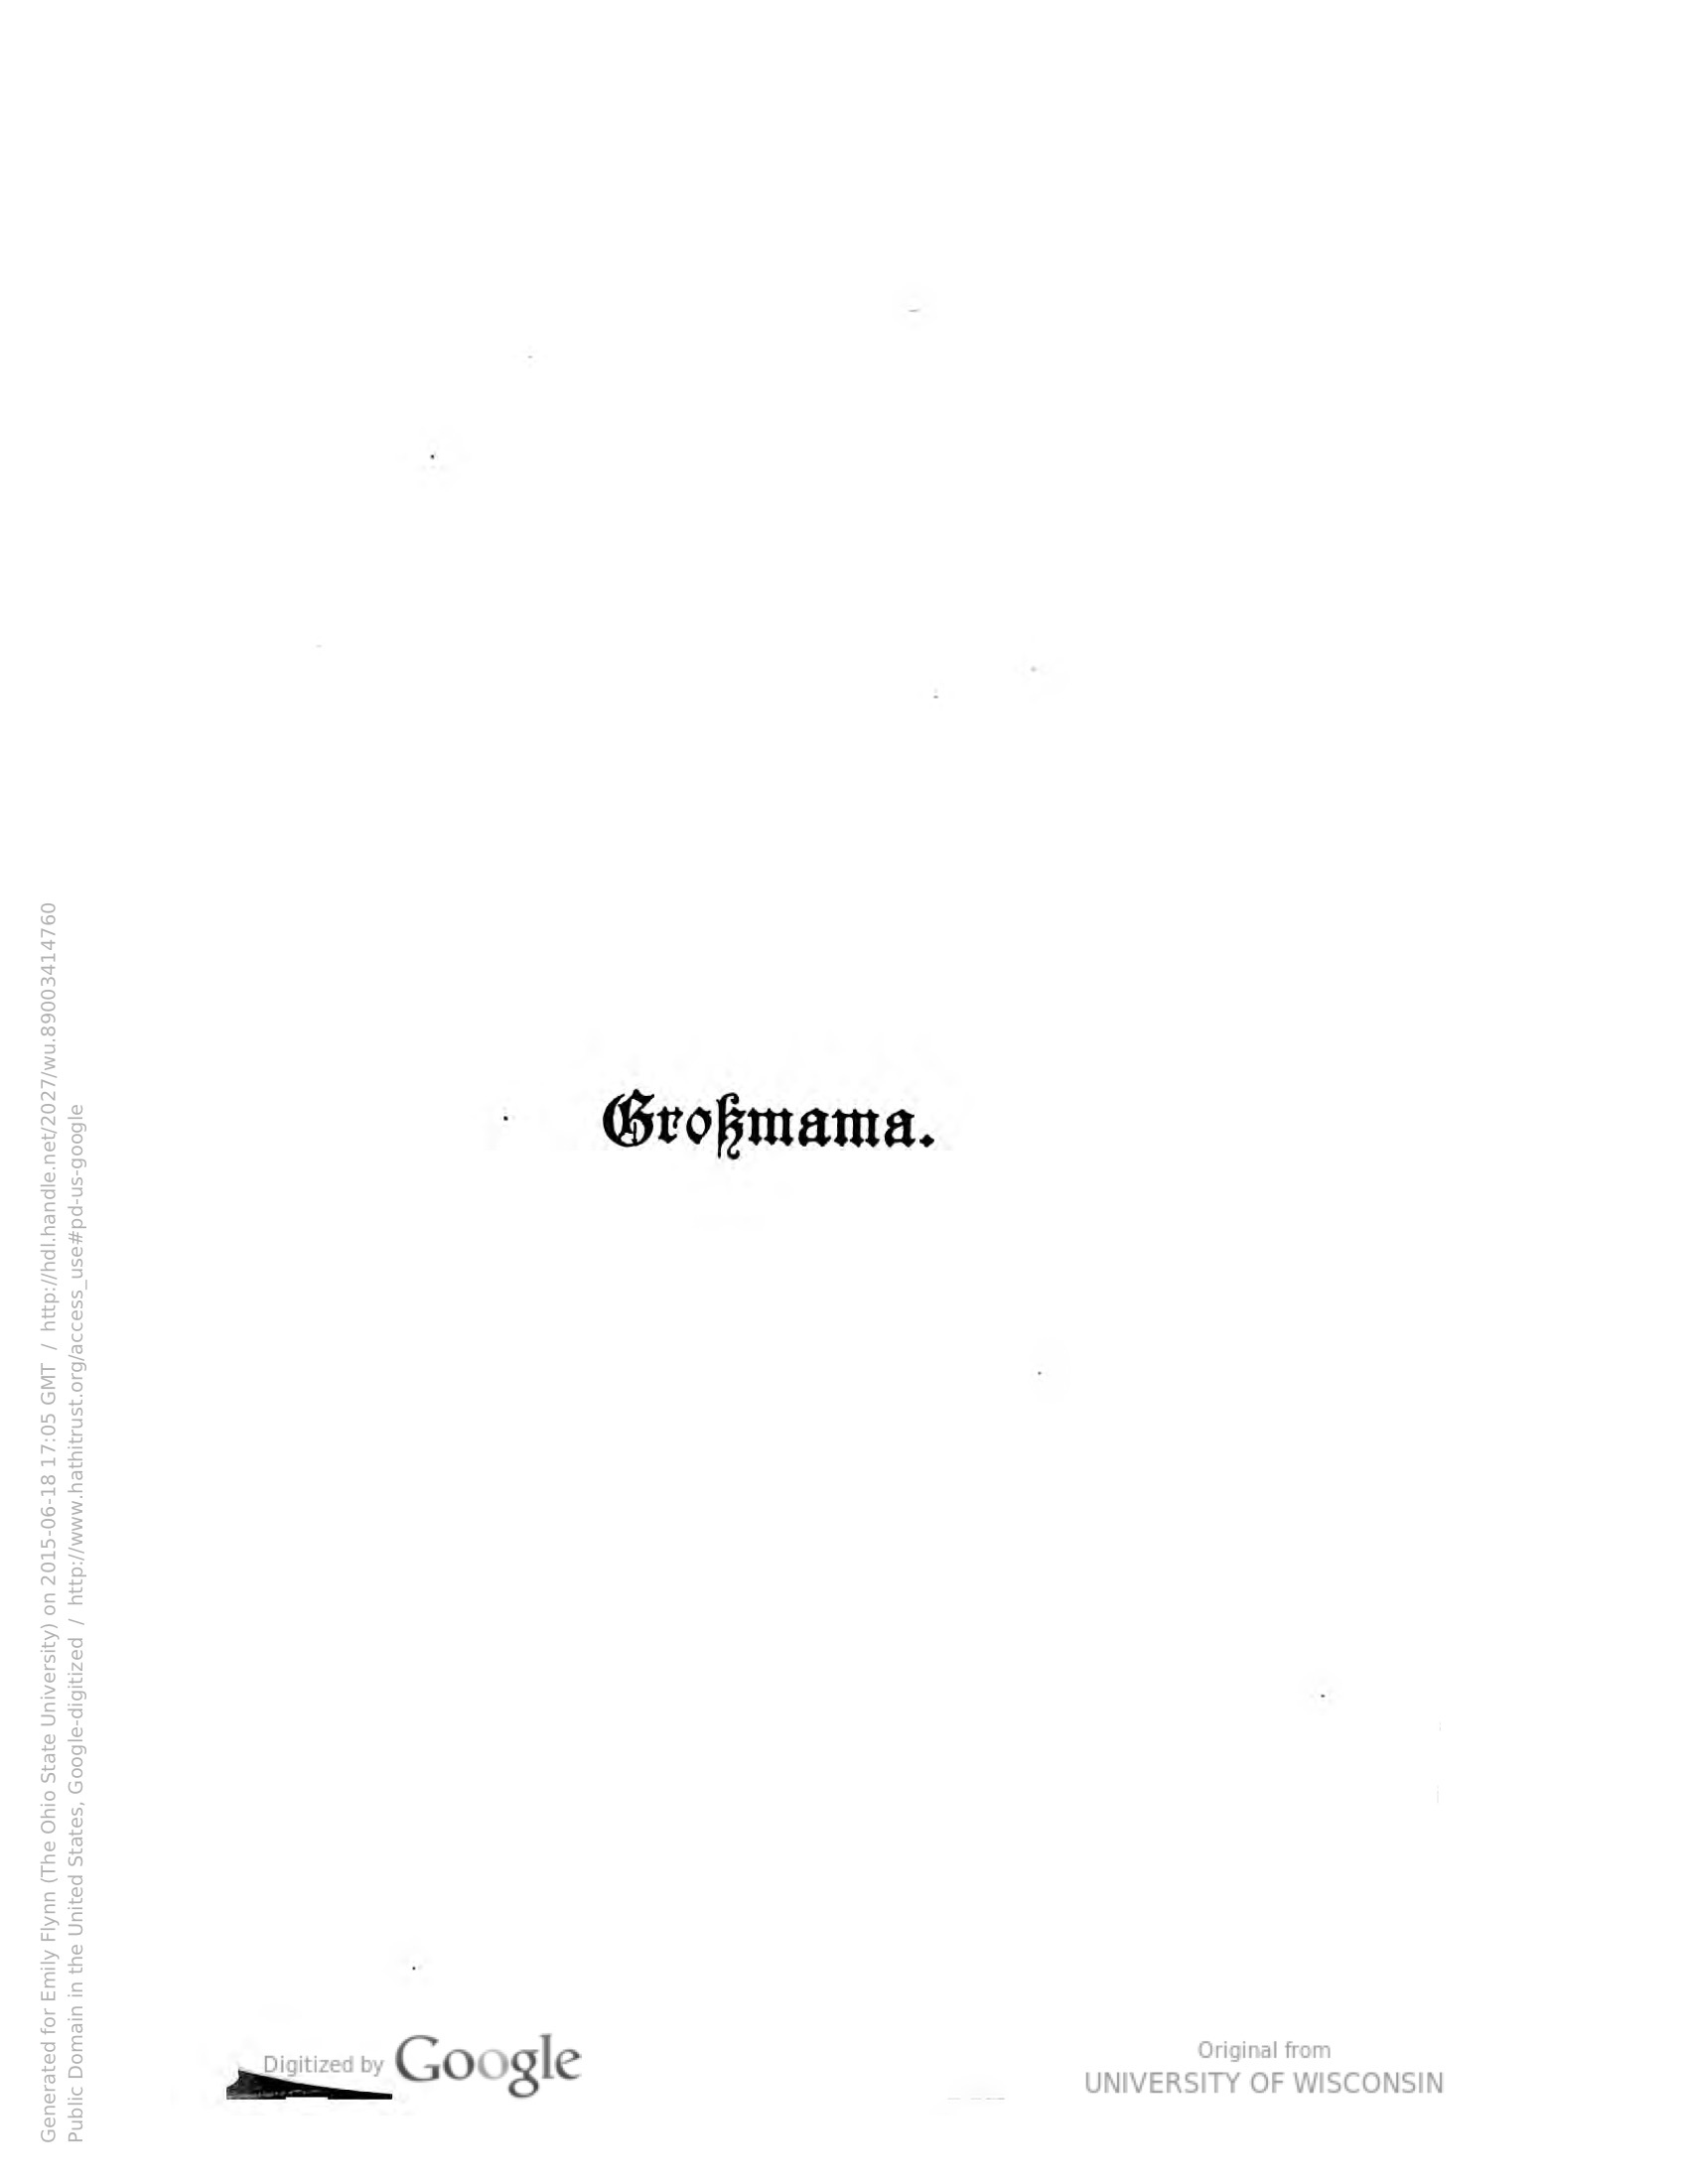 Großmama.
Digitized by Google
Original from
UNIVERSITY OF WISCONSIN
Generated for Emily Flynn (The Ohio State University) on 2015-06-18 17:05 GMT / http://hdl.handle.net/2027/wu.89003414760
Public Domain in the United States, Google-digitized / http://www.hathitrust.org/access_use#pd-us-google